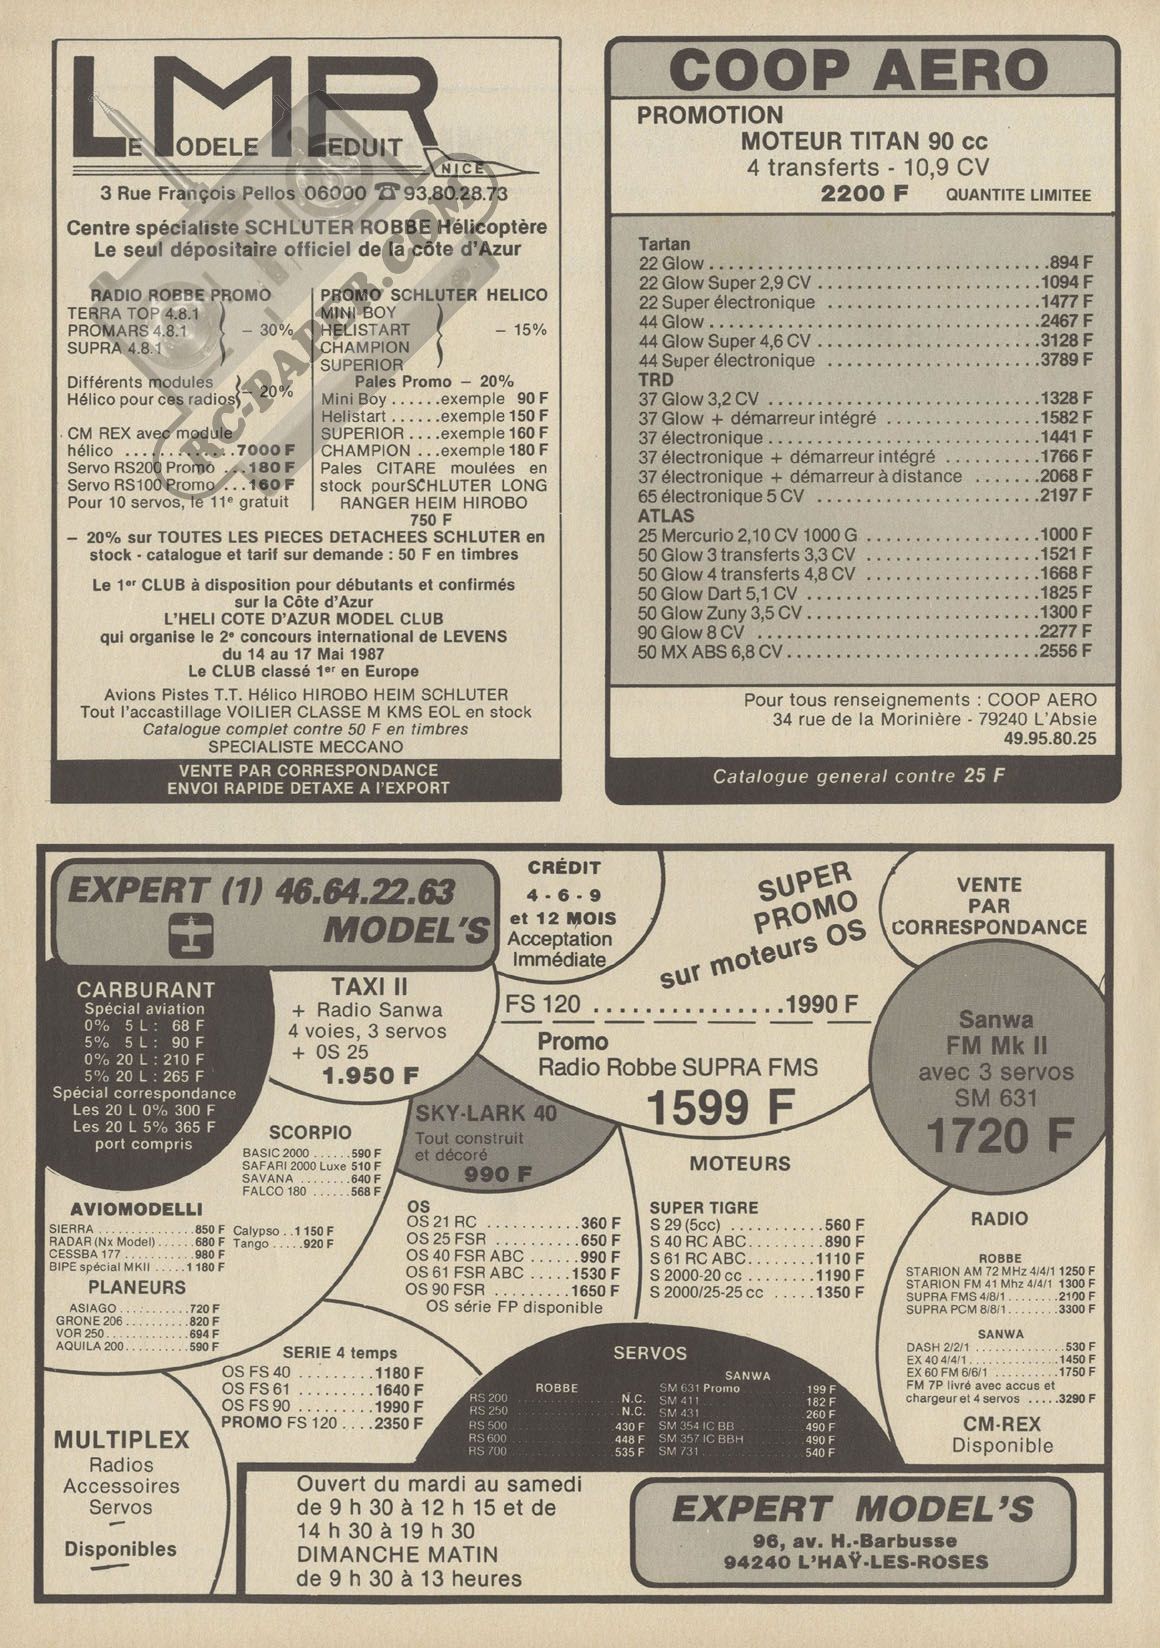 LMR
LE MODELE REDUIT
NICE
3 Rue François Pellos 06000 ☎ 93.80.28.73
Centre spécialiste SCHLUTER ROBBE Hélicoptère
Le seul dépositaire officiel de la côte d'Azur
RADIO ROBBE PROMO
TERRA TOP 4.8.1
PROMARS 4.8.1 – 30%
SUPRA 4.8.1
Différents modules
Hélico pour ces radios – 20%
CM REX avec module
hélico ............7000 F
Servo RS200 Promo ...180 F
Servo RS100 Promo ...160 F
Pour 10 servos, le 11e gratuit
PROMO SCHLUTER HELICO
MINI BOY
HELISTART – 15%
CHAMPION
SUPERIOR
Pales Promo – 20%
Mini Boy ......exemple 90 F
Helistart ......exemple 150 F
SUPERIOR ....exemple 160 F
CHAMPION ...exemple 180 F
Pales CITARE moulées en
stock pourSCHLUTER LONG
RANGER HEIM HIROBO
750 F
– 20% sur TOUTES LES PIECES DETACHEES SCHLUTER en
stock - catalogue et tarif sur demande : 50 F en timbres
Le 1er CLUB à disposition pour débutants et confirmés
sur la Côte d'Azur
L'HELI COTE D'AZUR MODEL CLUB
qui organise le 2e concours international de LEVENS
du 14 au 17 Mai 1987
Le CLUB classé 1er en Europe
Avions Pistes T.T. Hélico HIROBO HEIM SCHLUTER
Tout l'accastillage VOILIER CLASSE M KMS EOL en stock
Catalogue complet contre 50 F en timbres
SPECIALISTE MECCANO
VENTE PAR CORRESPONDANCE
ENVOI RAPIDE DETAXE A l'EXPORT
RC-PAPER.COM
COOP AERO
PROMOTION
MOTEUR TITAN 90 cc
4 transferts - 10,9 CV
2200 F QUANTITE LIMITEE
Tartan
22 Glow ..................894 F
22 Glow Super 2,9 CV ..................1094 F
22 Super électronique ..................1477 F
44 Glow ..................2467 F
44 Glow Super 4,6 CV ..................3128 F
44 Super électronique ..................3789 F
TRD
37 Glow 3,2 CV ..................1328 F
37 Glow + démarreur intégré ..................1582 F
37 électronique ..................1441 F
37 électronique + démarreur intégré ..........1766 F
37 électronique + démarreur à distance ........2068 F
65 électronique 5 CV ..................2197 F
ATLAS
25 Mercurio 2,10 CV 1000 G ..................1000 F
50 Glow 3 transferts 3,3 CV ..................1521 F
50 Glow 4 transferts 4,8 CV ..................1668 F
50 Glow Dart 5,1 CV ..................1825 F
50 Glow Zuny 3,5 CV ..................1300 F
90 Glow 8 CV ..................2277 F
50 MX ABS 6,8 CV ..................2556 F
Pour tous renseignements : COOP AERO
34 rue de la Morinière - 79240 L'Absie
49.95.80.25
Catalogue general contre 25 F
EXPERT (1) 46.64.22.63
MODEL'S
CRÉDIT
4 - 6 - 9
et 12 MOIS
Acceptation
Immédiate
SUPER
PROMO
sur moteurs OS
FS 120 ...............1990 F
VENTE
PAR
CORRESPONDANCE
CARBURANT
Spécial aviation
0% 5 L : 68 F
5% 5 L : 90 F
0% 20 L : 210 F
5% 20 L : 265 F
Spécial correspondance
Les 20 L 0% 300 F
Les 20 L 5% 365 F
port compris
TAXI II
+ Radio Sanwa
4 voies, 3 servos
+ OS 25
1.950 F
Promo
Radio Robbe SUPRA FMS
1599 F
Sanwa
FM Mk II
avec 3 servos
SM 631
1720 F
SKY-LARK 40
Tout construit
et décoré
990 F
SCORPIO
BASIC 2000 ......590 F
SAFARI 2000 Luxe 510 F
SAVANA .........640 F
FALCO 180 ......568 F
AVIOMODELLI
SIERRA ..............850 F
RADAR (Nx Model) .....680 F
CESSBA 177 ..........980 F
BIPE spécial MKII .....1 180 F
Calypso ..1 150 F
Tango .....920 F
PLANEURS
ASIAGO ............720 F
GRONE 206 .........820 F
VOR 250 ............694 F
AQUILA 200 .........590 F
OS
OS 21 RC ...........360 F
OS 25 FSR ..........650 F
OS 40 FSR ABC ......990 F
OS 61 FSR ABC .....1530 F
OS 90 FSR .........1650 F
OS série FP disponible
MOTEURS
SUPER TIGRE
S 29 (5cc) ...........560 F
S 40 RC ABC .........890 F
S 61 RC ABC ........1110 F
S 2000-20 cc ........1190 F
S 2000/25-25 cc .....1350 F
RADIO
ROBBE
STARION AM 72 MHz 4/4/1 1250 F
STARION FM 41 Mhz 4/4/1 1300 F
SUPRA FMS 4/8/1 ........2100 F
SUPRA PCM 8/8/1 ........3300 F
SANWA
DASH 2/2/1 ..............530 F
EX 40 4/4/1 .............1450 F
EX 60 FM 6/6/1 ..........1750 F
FM 7P livré avec accus et
chargeur et 4 servos .....3290 F
CM-REX
Disponible
SERIE 4 temps
OS FS 40 ...........1180 F
OS FS 61 ...........1640 F
OS FS 90 ...........1990 F
PROMO FS 120 ....2350 F
SERVOS
ROBBE
RS 200 ..............N.C.
RS 250 ..............N.C.
RS 500 ..............430 F
RS 600 ..............448 F
RS 700 ..............535 F
SANWA
SM 631 Promo .........199 F
SM 411 ..............182 F
SM 431 ..............260 F
SM 354 IC BB .........490 F
SM 357 IC BBH ........490 F
SM 731 ..............540 F
MULTIPLEX
Radios
Accessoires
Servos
Disponibles
Ouvert du mardi au samedi
de 9 h 30 à 12 h 15 et de
14 h 30 à 19 h 30
DIMANCHE MATIN
de 9 h 30 à 13 heures
EXPERT MODEL'S
96, av. H.-Barbusse
94240 L'HAŸ-LES-ROSES